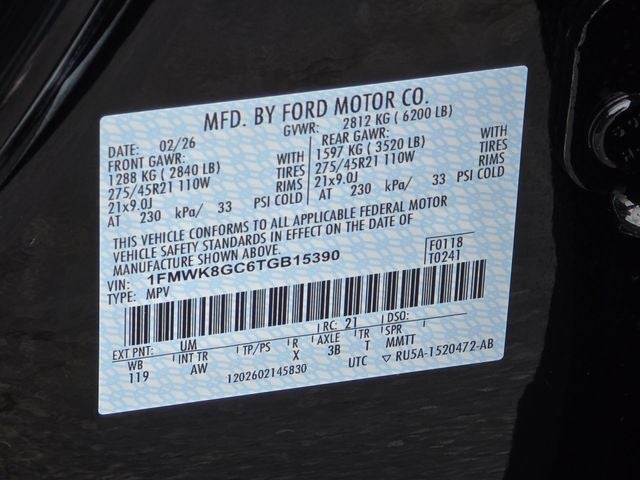 MFD. BY FORD MOTOR CO.
DATE: 02/26 GVWR: 2812 KG ( 6200 LB)
FRONT GAWR: REAR GAWR:
1288 KG ( 2840 LB) WITH 1597 KG ( 3520 LB) WITH
275/45R21 110W TIRES 275/45R21 110W TIRES
21x9.0J RIMS 21x9.0J RIMS
AT 230 kPa/ 33 PSI COLD AT 230 kPa/ 33 PSI COLD
THIS VEHICLE CONFORMS TO ALL APPLICABLE FEDERAL MOTOR
VEHICLE SAFETY STANDARDS IN EFFECT ON THE DATE OF
MANUFACTURE SHOWN ABOVE.
VIN: 1FMWK8GC6TGB15390 F0118
TYPE: MPV T0241
EXT PNT: UM RC: 21 DSO:
WB INT TR TP/PS R AXLE TR SPR
119 AW X 3B T MMTT
1202602145830 UTC ▽ RU5A-1520472-AB